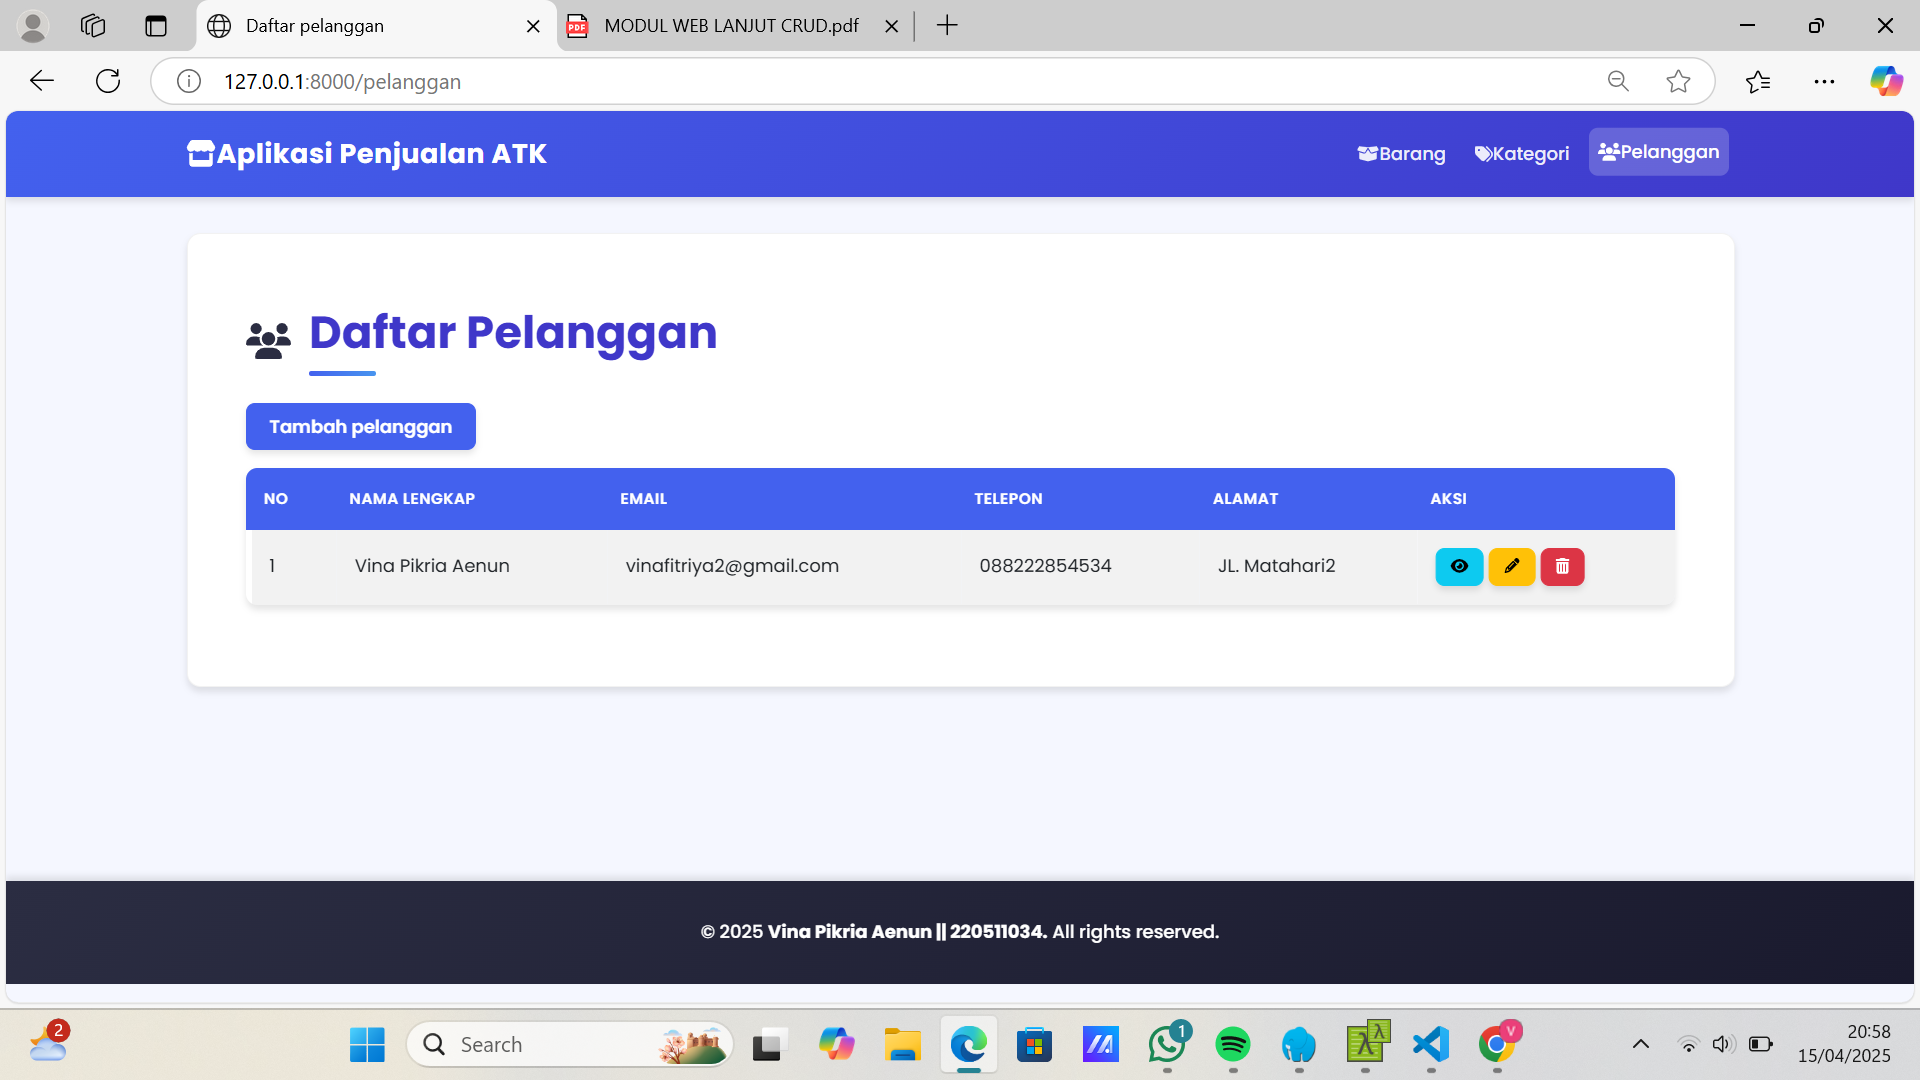 Daftar pelanggan
MODUL WEB LANJUT CRUD.pdf
127.0.0.1:8000/pelanggan
Aplikasi Penjualan ATK
Barang
Kategori
Pelanggan
Daftar Pelanggan
Tambah pelanggan
NO NAMA LENGKAP EMAIL TELEPON ALAMAT AKSI
1 Vina Pikria Aenun vinafitriya2@gmail.com 088222854534 JL. Matahari2
© 2025 Vina Pikria Aenun || 220511034. All rights reserved.
2
Search
1
V
20:58
15/04/2025